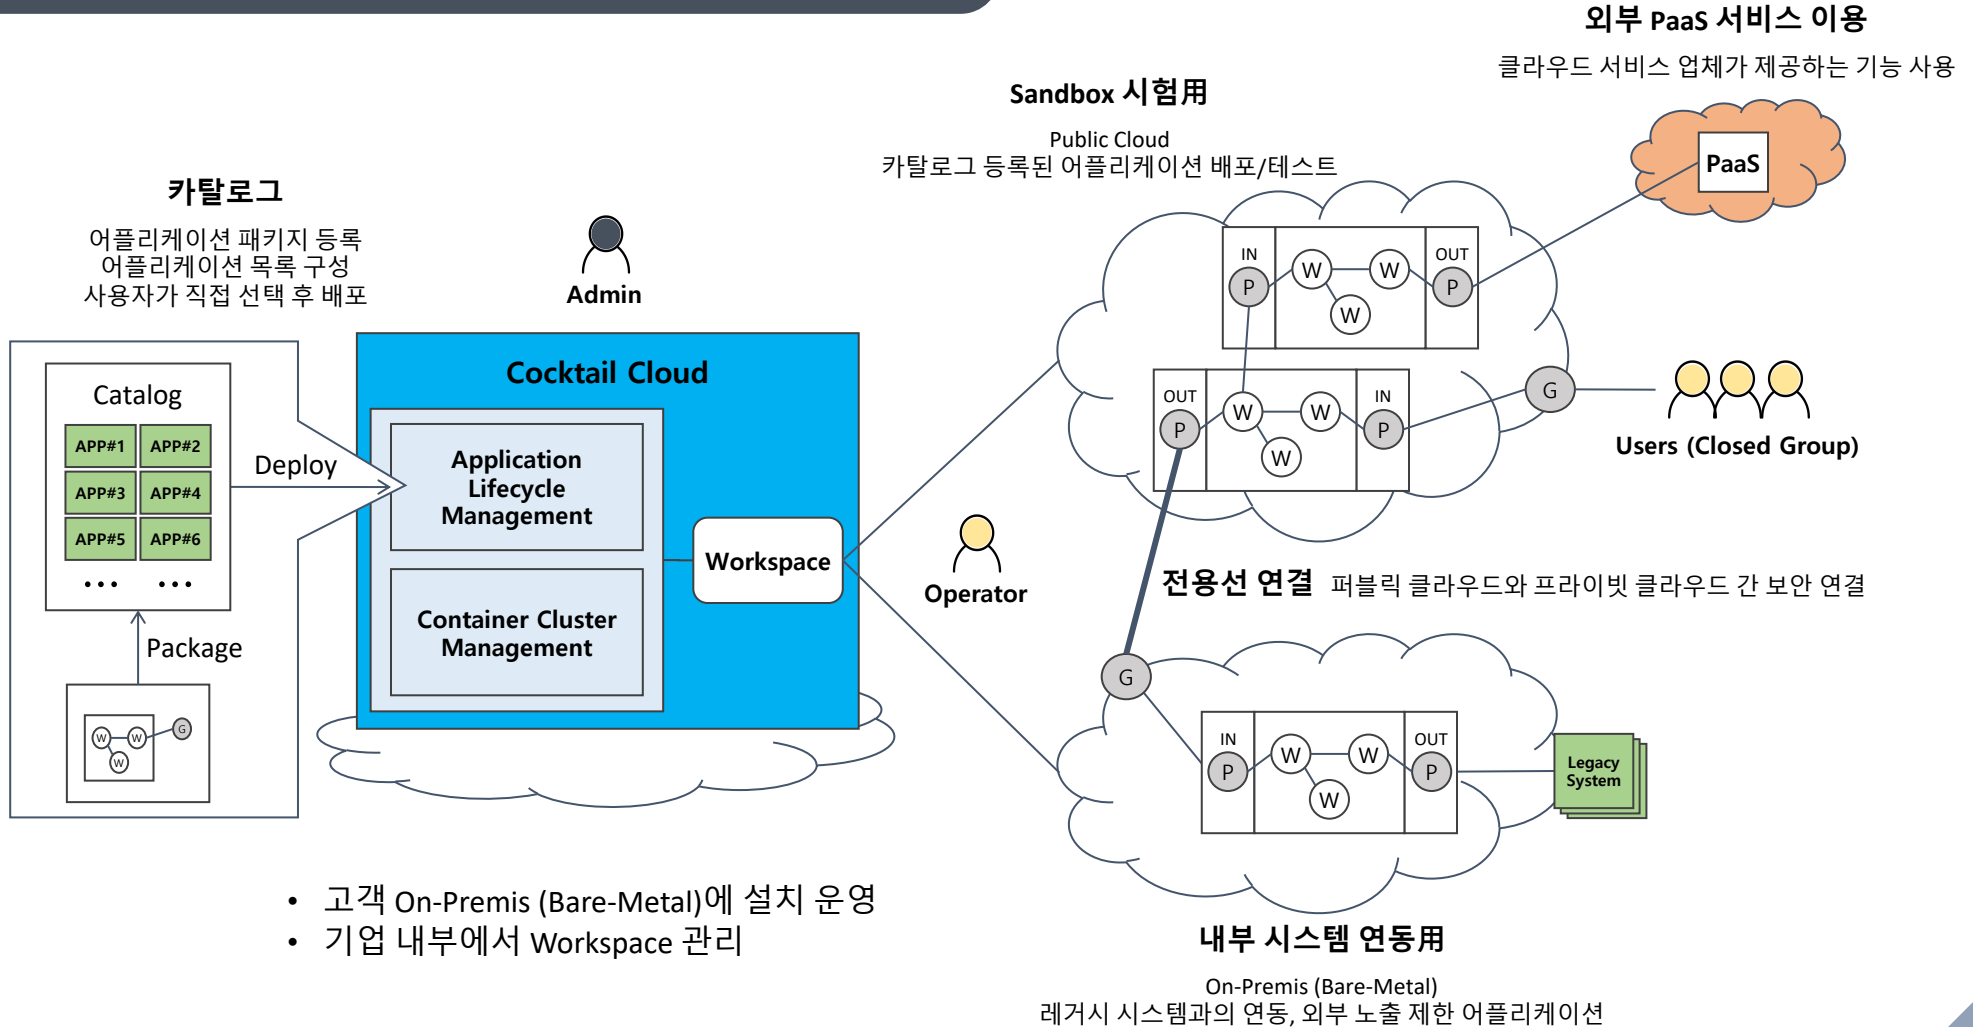 외부 PaaS 서비스 이용
클라우드 서비스 업체가 제공하는 기능 사용
PaaS
Sandbox 시험用
Public Cloud
카탈로그 등록된 어플리케이션 배포/테스트
카탈로그
어플리케이션 패키지 등록
어플리케이션 목록 구성
사용자가 직접 선택 후 배포
Admin
Catalog
APP#1 APP#2
APP#3 APP#4
APP#5 APP#6
... ...
Deploy
Package
W W G
W
Cocktail Cloud
Application
Lifecycle
Management
Container Cluster
Management
Workspace
Operator
IN OUT
P W W P
W
OUT IN
P W W P
W
G
Users (Closed Group)
전용선 연결 퍼블릭 클라우드와 프라이빗 클라우드 간 보안 연결
G
IN OUT
P W W P
W
Legacy
System
• 고객 On-Premis (Bare-Metal)에 설치 운영
• 기업 내부에서 Workspace 관리
내부 시스템 연동用
On-Premis (Bare-Metal)
레거시 시스템과의 연동, 외부 노출 제한 어플리케이션